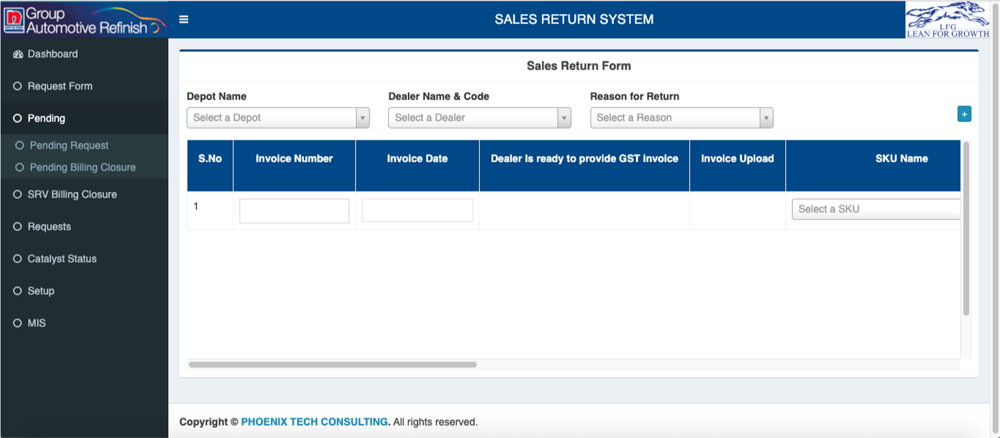 Group
Automotive Refinish
SALES RETURN SYSTEM
LFG
LEAN FOR GROWTH
Dashboard
Request Form
Pending
Pending Request
Pending Billing Closure
SRV Billing Closure
Requests
Catalyst Status
Setup
MIS
Sales Return Form
Depot Name
Dealer Name & Code
Reason for Return
Select a Depot
Select a Dealer
Select a Reason
+
S.No
Invoice Number
Invoice Date
Dealer Is ready to provide GST invoice
Invoice Upload
SKU Name
1
Select a SKU
Copyright © PHOENIX TECH CONSULTING. All rights reserved.